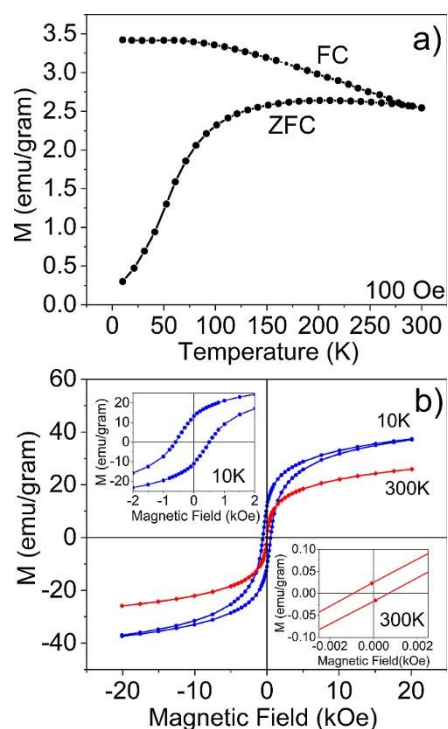 a)
3.5
3.0
2.5
2.0
1.5
1.0
0.5
0.0
M (emu/gram)
FC
ZFC
100 Oe
0 50 100 150 200 250 300
Temperature (K)
b)
60
40
20
0
-20
-40
M (emu/gram)
20
10
0
-10
-20
M (emu/gram)
10K
-2 -1 0 1 2
Magnetic Field (kOe)
10K
300K
0.10
0.05
0.00
-0.05
-0.10
M (emu/gram)
300K
-0.002 0.000 0.002
Magnetic Field(kOe)
-20 -10 0 10 20
Magnetic Field (kOe)